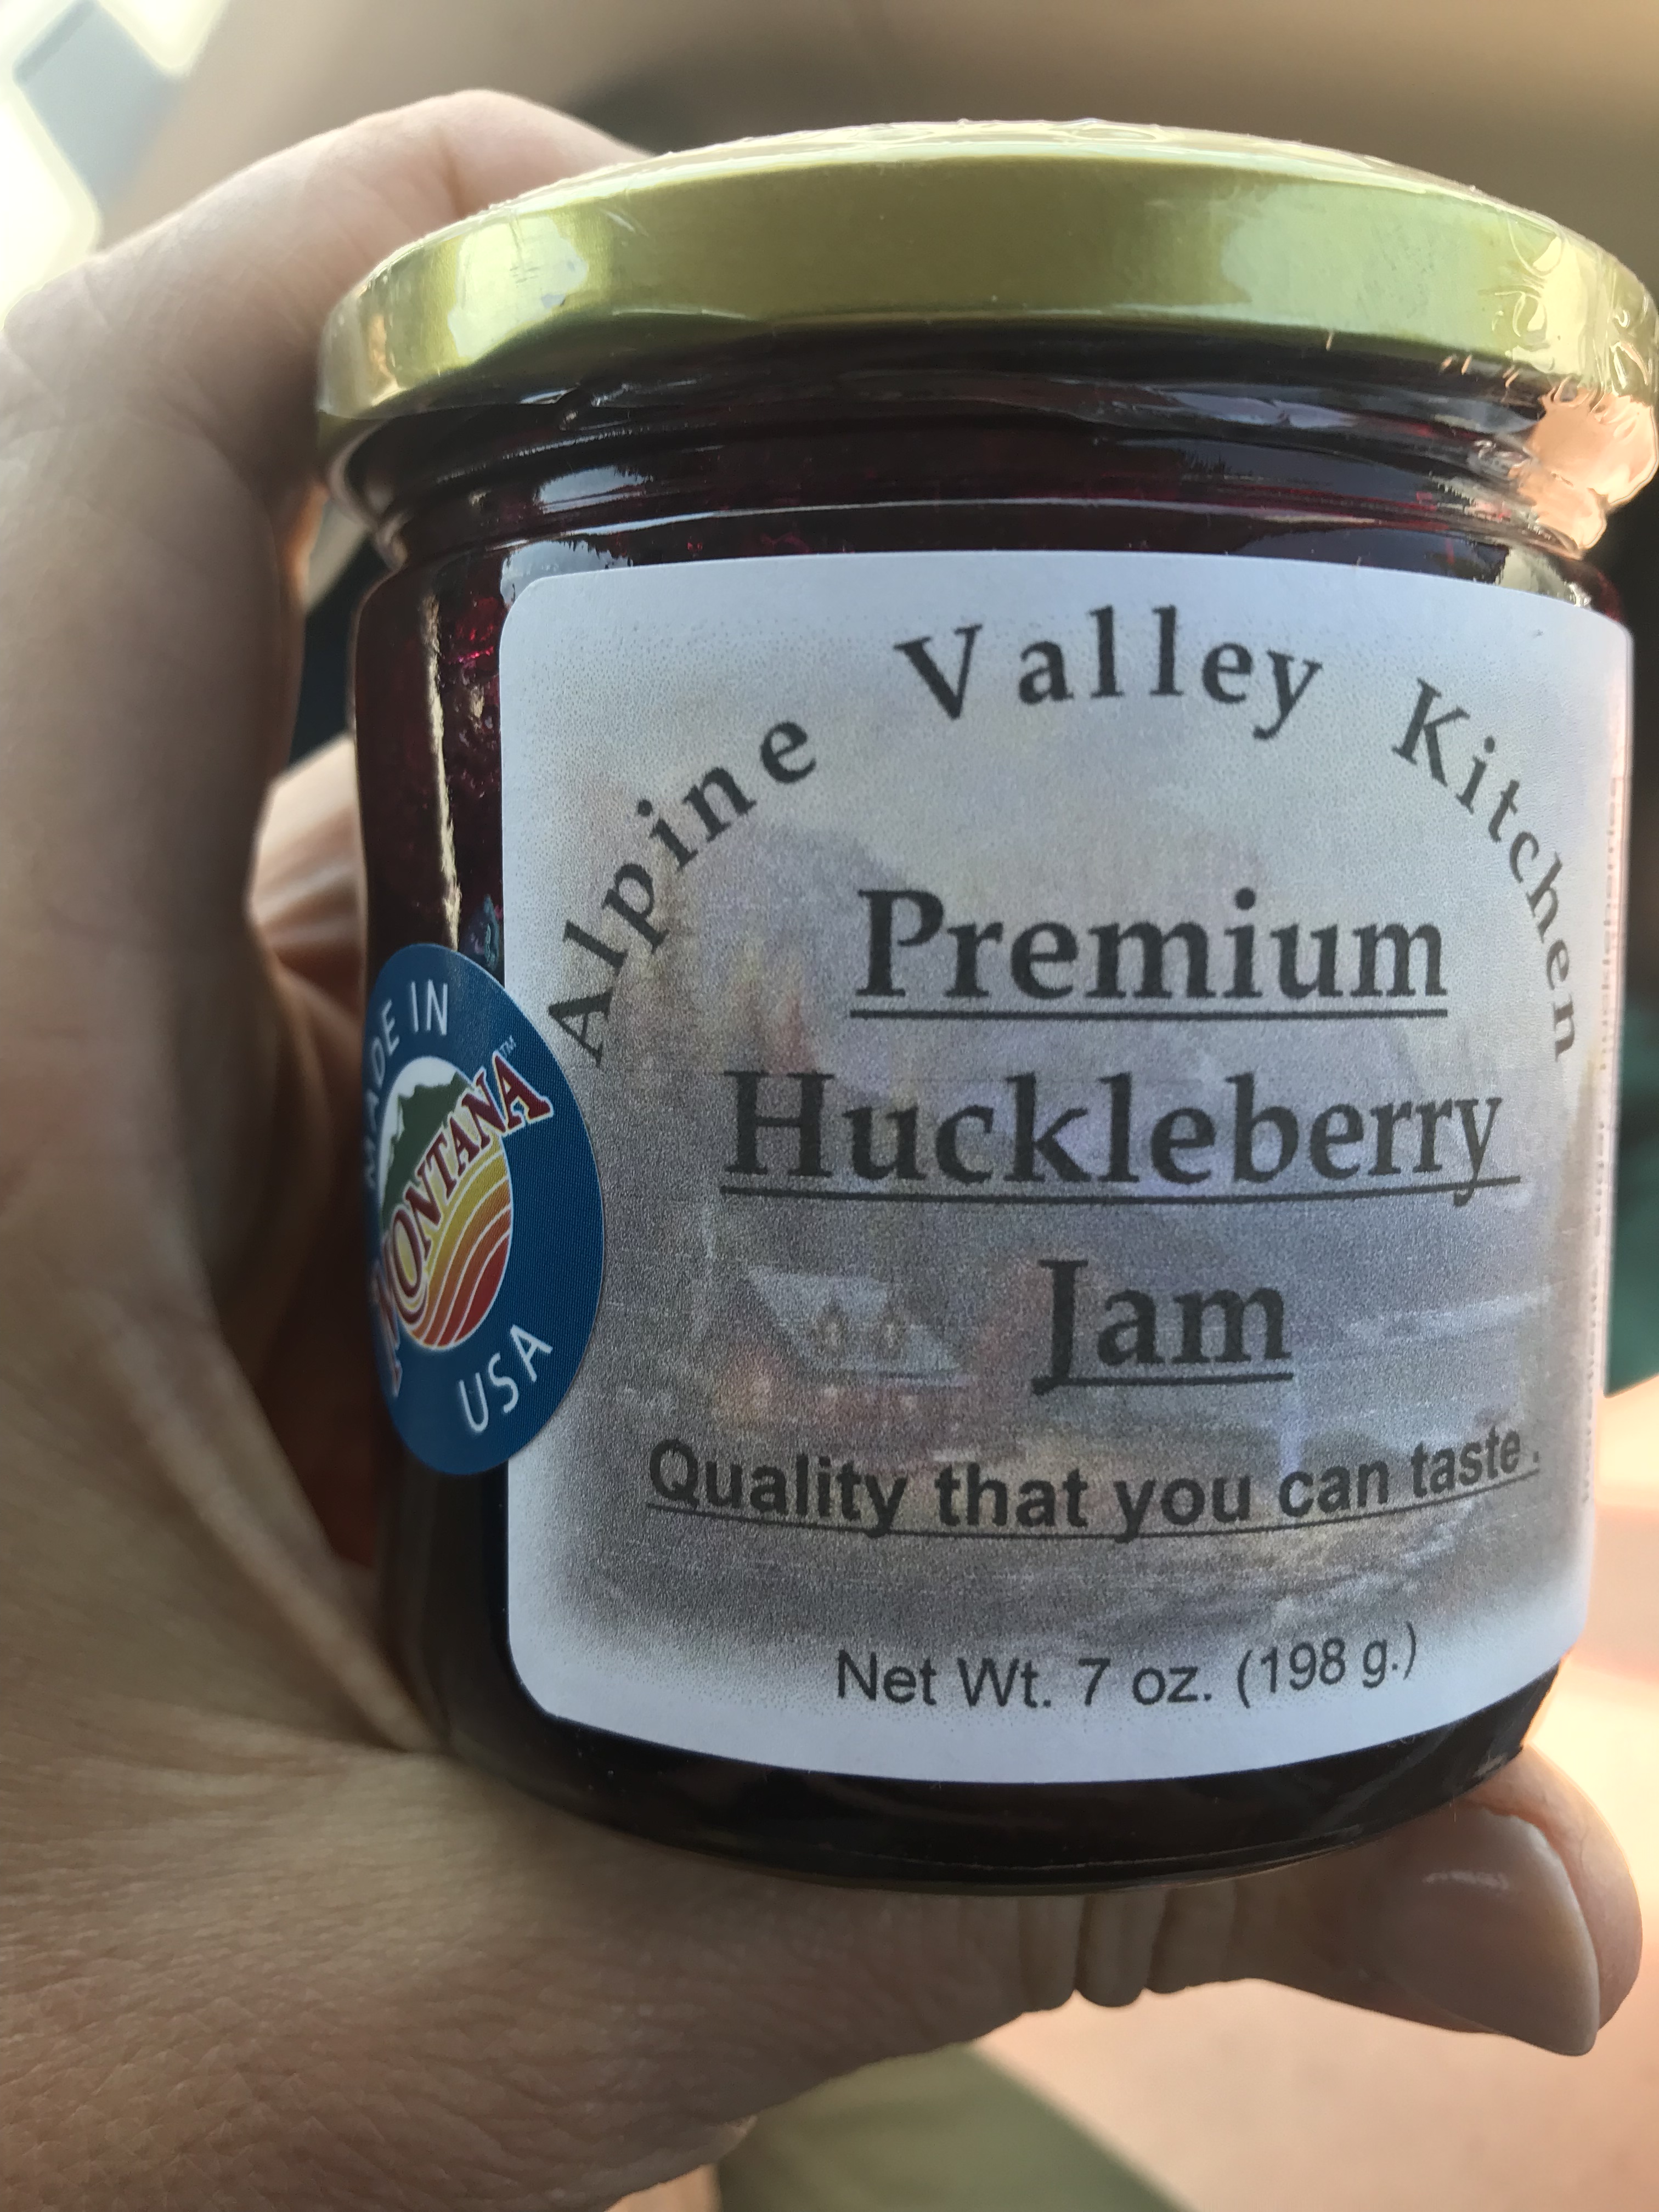 Alpine Valley Kitchen
Premium
Huckleberry
Jam
Quality that you can taste.
Net Wt. 7 oz. (198 g.)
MADE IN
MONTANA™
USA